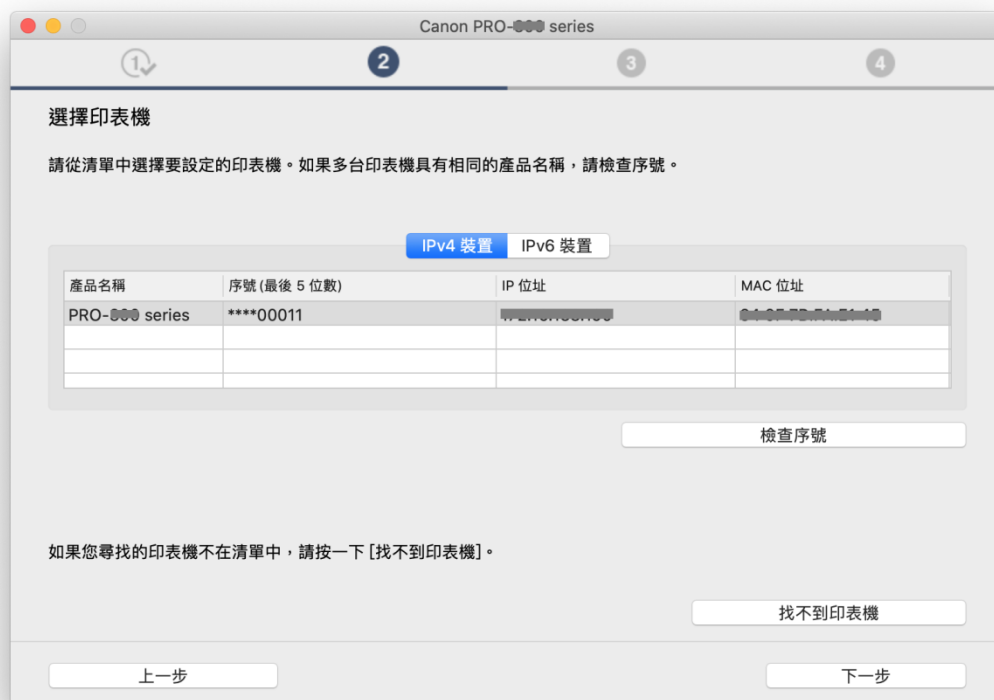 Canon PRO- series
1
2
3
4
選擇印表機
請從清單中選擇要設定的印表機。如果多台印表機具有相同的產品名稱，請檢查序號。
IPv4 裝置 IPv6 裝置
產品名稱 序號 (最後 5 位數) IP 位址 MAC 位址
PRO- series ****00011
檢查序號
如果您尋找的印表機不在清單中，請按一下 [找不到印表機]。
找不到印表機
上一步 下一步